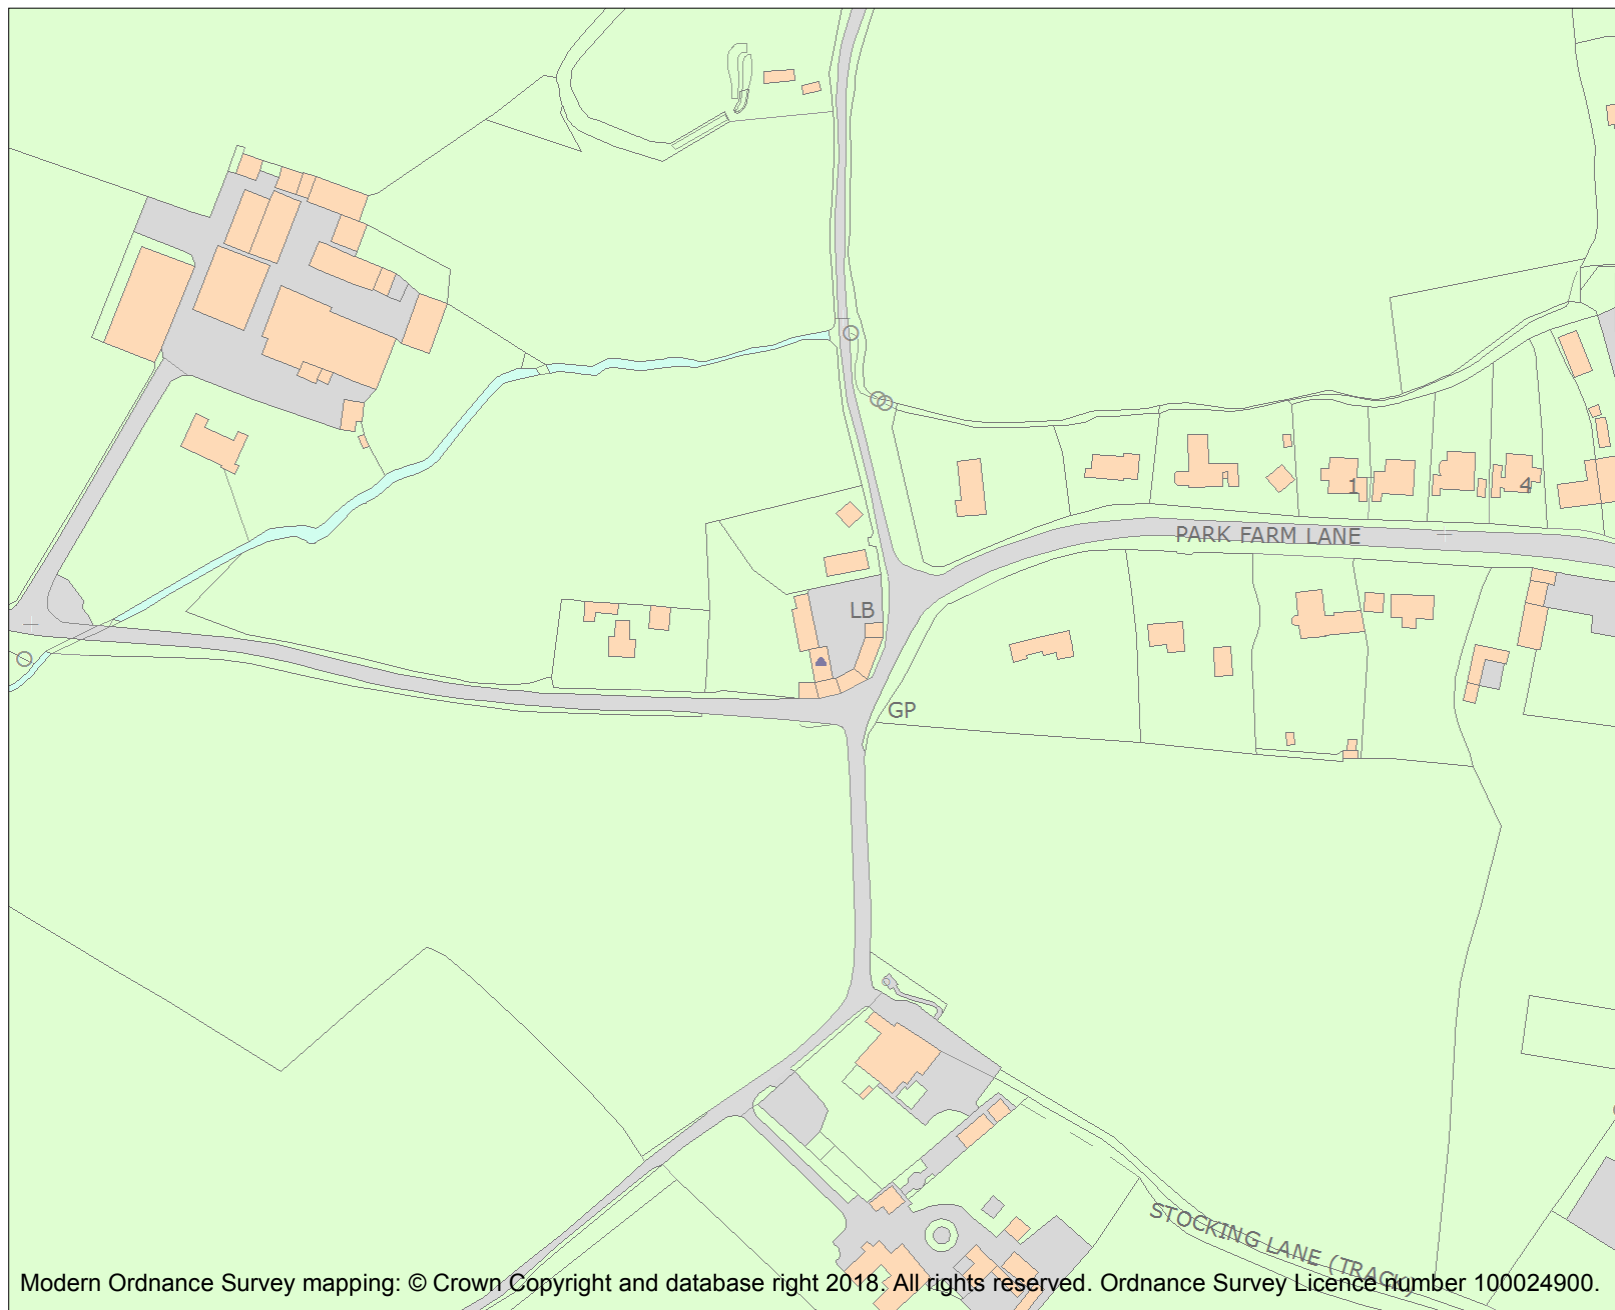 1
4
PARK FARM LANE
LB
GP
STOCKING LANE (TRACK)
Modern Ordnance Survey mapping: © Crown Copyright and database right 2018. All rights reserved. Ordnance Survey Licence number 100024900.